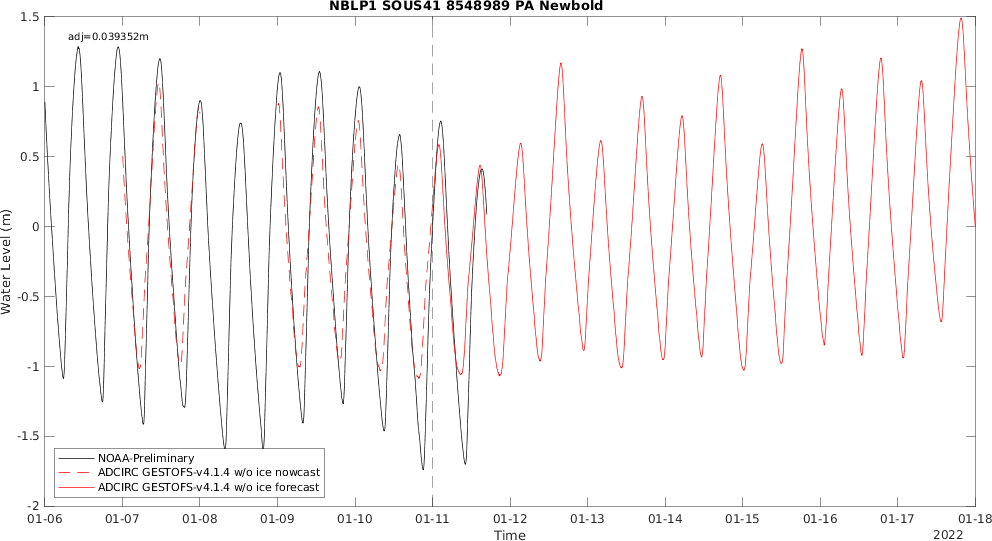 NBLP1 SOUS41 8548989 PA Newbold
adj=0.039352m
1.5
1
0.5
0
-0.5
-1
-1.5
-2
Water Level (m)
NOAA-Preliminary
ADCIRC GESTOFS-v4.1.4 w/o ice nowcast
ADCIRC GESTOFS-v4.1.4 w/o ice forecast
01-06 01-07 01-08 01-09 01-10 01-11 01-12 01-13 01-14 01-15 01-16 01-17 01-18
Time
2022